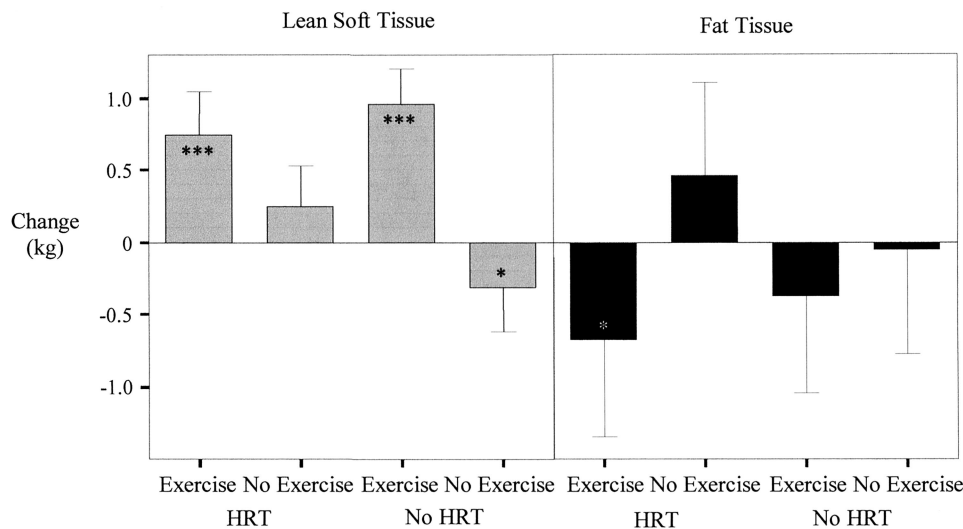 Lean Soft Tissue
Fat Tissue
Change
(kg)
1.0
0.5
0
-0.5
-1.0
***
***
*
*
Exercise No Exercise Exercise No Exercise Exercise No Exercise Exercise No Exercise
HRT No HRT HRT No HRT